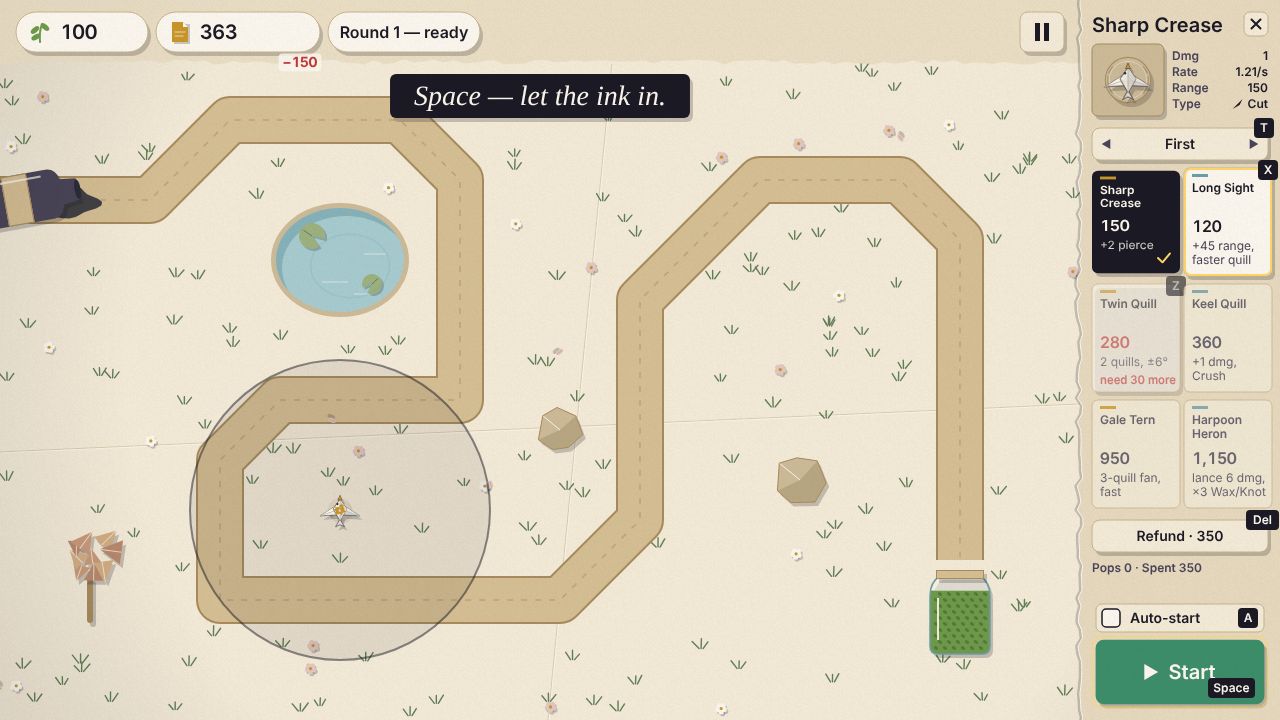 100
363
Round 1 — ready
−150
Space — let the ink in.
Sharp Crease
Dmg 1
Rate 1.21/s
Range 150
Type Cut
T
First
X
Sharp Crease
150
+2 pierce
Long Sight
120
+45 range, faster quill
Z
Twin Quill
280
2 quills, ±6°
need 30 more
Keel Quill
360
+1 dmg, Crush
Gale Tern
950
3-quill fan, fast
Harpoon Heron
1,150
lance 6 dmg, ×3 Wax/Knot
Del
Refund · 350
Pops 0 · Spent 350
Auto-start
A
Start
Space